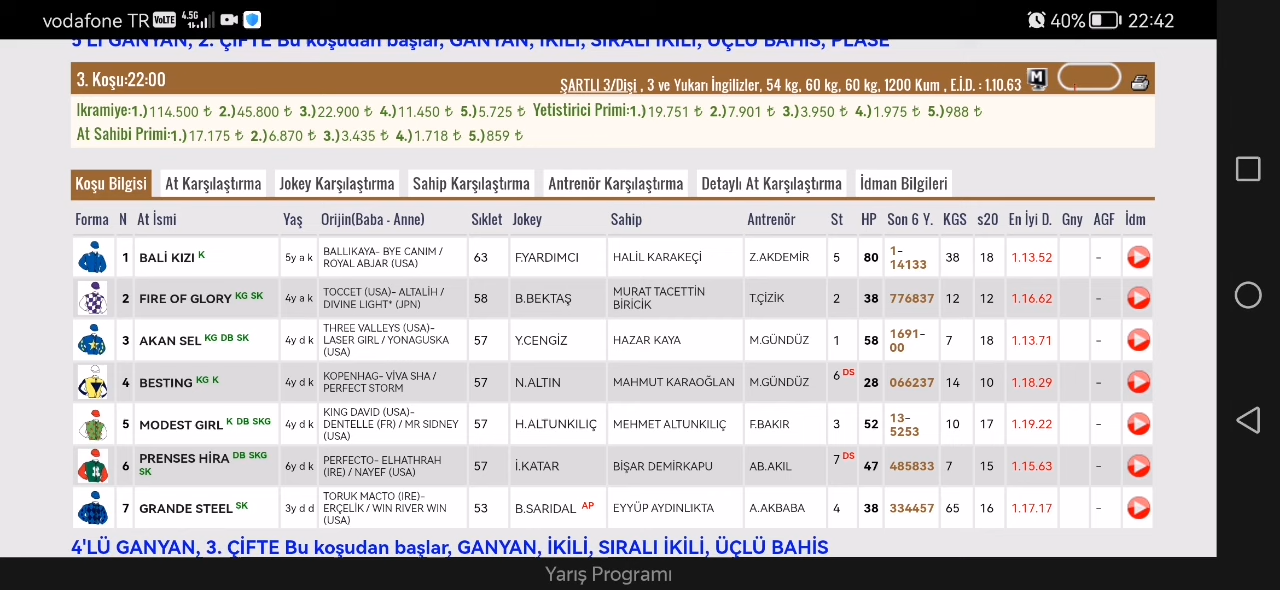 vodafone TR VoLTE 4.5G 40% 22:42
5'Lİ GANYAN, 2. ÇİFTE Bu koşudan başlar, GANYAN, İKİLİ, SIRALI İKİLİ, ÜÇLÜ BAHİS, PLASE
3. Koşu:22:00 ŞARTLI 3/Dişi , 3 ve Yukarı İngilizler, 54 kg, 60 kg, 60 kg, 1200 Kum , E.İ.D. : 1.10.63 M
Ikramiye:1.)114.500 ₺ 2.)45.800 ₺ 3.)22.900 ₺ 4.)11.450 ₺ 5.)5.725 ₺ Yetistirici Primi:1.)19.751 ₺ 2.)7.901 ₺ 3.)3.950 ₺ 4.)1.975 ₺ 5.)988 ₺
At Sahibi Primi:1.)17.175 ₺ 2.)6.870 ₺ 3.)3.435 ₺ 4.)1.718 ₺ 5.)859 ₺
Koşu Bilgisi At Karşılaştırma Jokey Karşılaştırma Sahip Karşılaştırma Antrenör Karşılaştırma Detaylı At Karşılaştırma İdman Bilgileri
Forma N At İsmi Yaş Orijin(Baba - Anne) Sıklet Jokey Sahip Antrenör St HP Son 6 Y. KGS s20 En İyi D. Gny AGF İdm
1 BALİ KIZI K 5y a k BALLIKAYA- BYE CANIM / ROYAL ABJAR (USA) 63 F.YARDIMCI HALİL KARAKEÇİ Z.AKDEMİR 5 80 1-14133 38 18 1.13.52 -
2 FIRE OF GLORY KG SK 4y a k TOCCET (USA)- ALTALİH / DIVINE LIGHT* (JPN) 58 B.BEKTAŞ MURAT TACETTİN BİRİCİK T.ÇİZİK 2 38 776837 12 12 1.16.62 -
3 AKAN SEL KG DB SK 4y d k THREE VALLEYS (USA)- LASER GIRL / YONAGUSKA (USA) 57 Y.CENGİZ HAZAR KAYA M.GÜNDÜZ 1 58 1691-00 7 18 1.13.71 -
4 BESTING KG K 4y d k KOPENHAG- VİVA SHA / PERFECT STORM 57 N.ALTIN MAHMUT KARAOĞLAN M.GÜNDÜZ 6 DS 28 066237 14 10 1.18.29 -
5 MODEST GIRL K DB SKG 4y d k KING DAVID (USA)- DENTELLE (FR) / MR SIDNEY (USA) 57 H.ALTUNKILIÇ MEHMET ALTUNKILIÇ F.BAKIR 3 52 13-5253 10 17 1.19.22 -
6 PRENSES HİRA DB SKG SK 6y d k PERFECTO- ELHATHRAH (IRE) / NAYEF (USA) 57 İ.KATAR BİŞAR DEMİRKAPU AB.AKIL 7 DS 47 485833 7 15 1.15.63 -
7 GRANDE STEEL SK 3y d d TORUK MACTO (IRE)- ERÇELİK / WIN RIVER WIN (USA) 53 B.SARIDAL AP EYYÜP AYDINLIKTA A.AKBABA 4 38 334457 65 16 1.17.17 -
4'LÜ GANYAN, 3. ÇİFTE Bu koşudan başlar, GANYAN, İKİLİ, SIRALI İKİLİ, ÜÇLÜ BAHİS
Yarış Programı